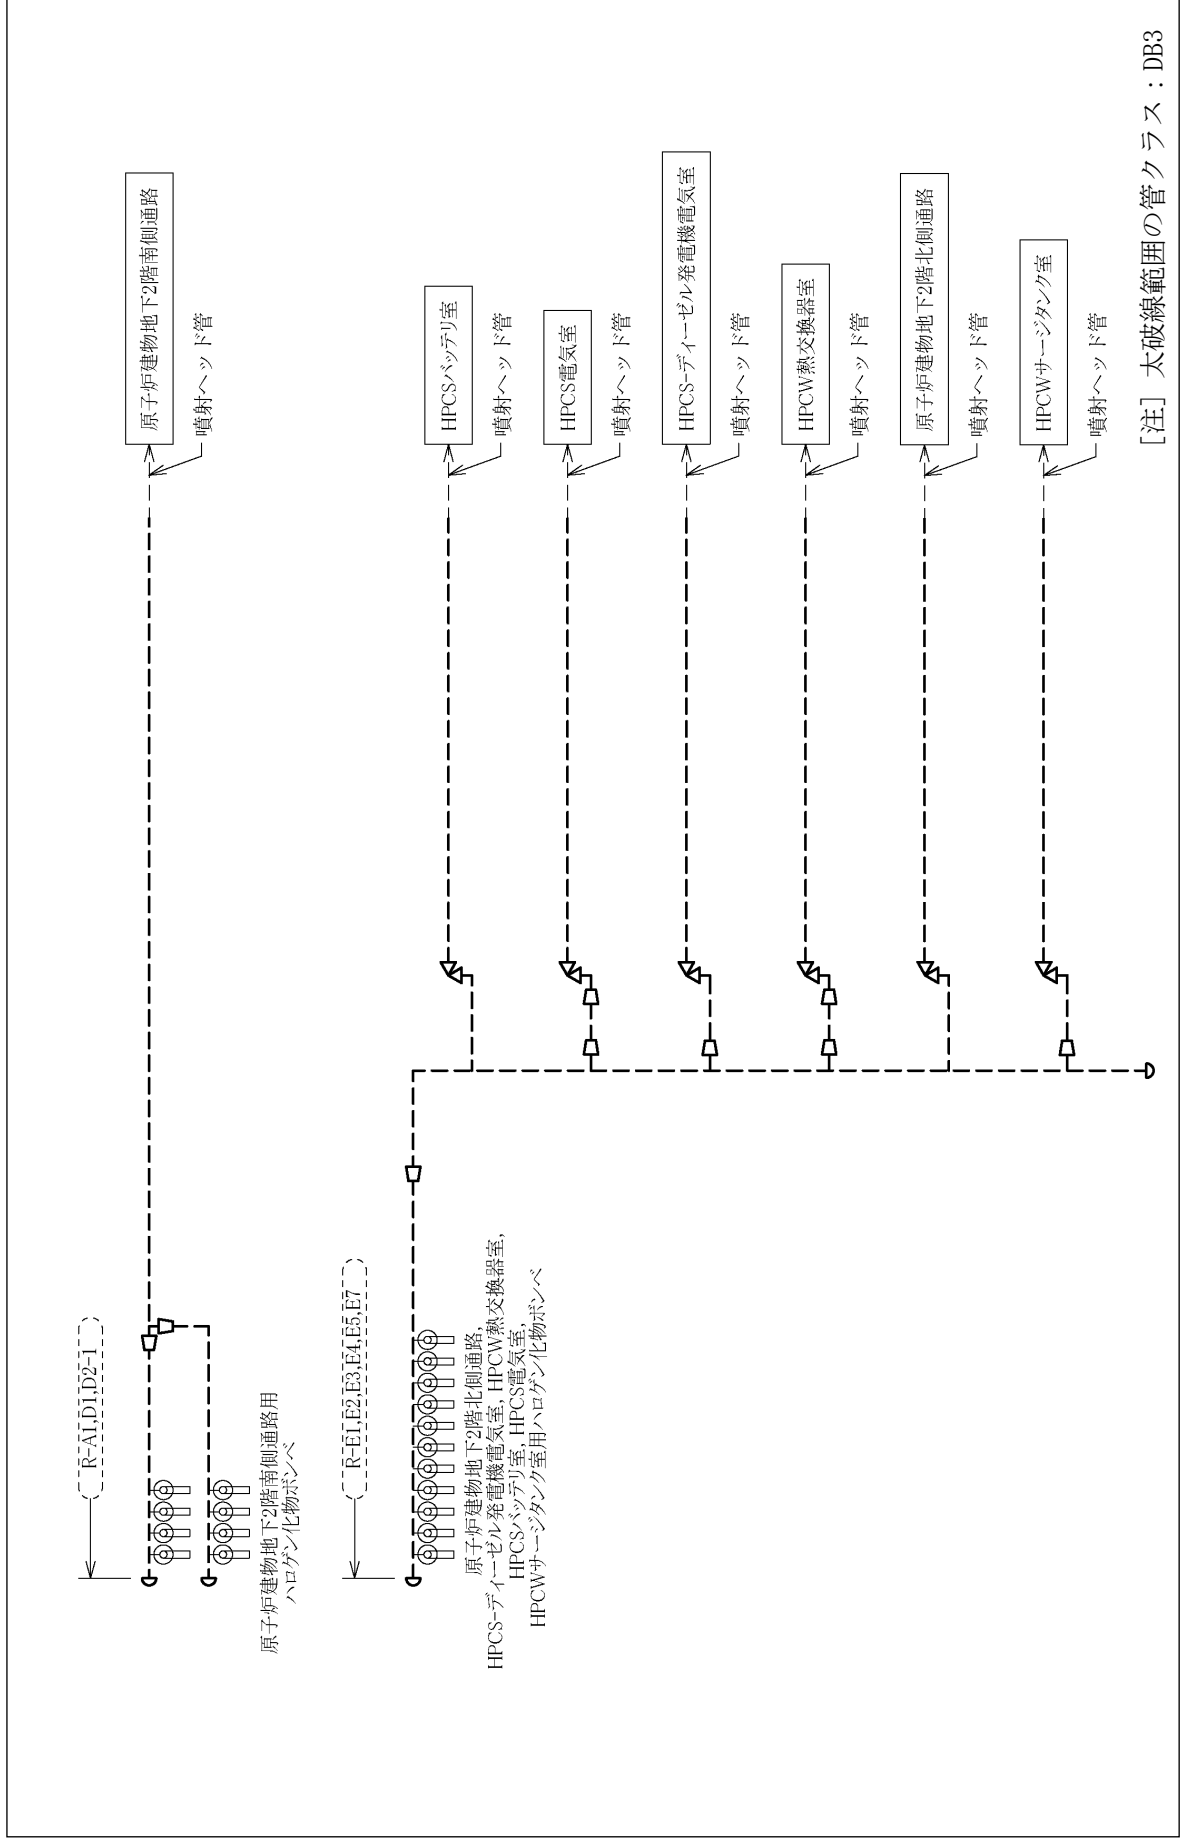 R-A1,D1,D2-1
原子炉建物地下2階南側通路用
ハロゲン化物ボンベ
原子炉建物地下2階南側通路
噴射ヘッド管
R-E1,E2,E3,E4,E5,E7
原子炉建物地下2階北側通路,
HPCS-ディーゼル発電機電気室, HPCW熱交換器室,
HPCSバッテリ室, HPCS電気室,
HPCWサージタンク室用ハロゲン化物ボンベ
HPCSバッテリ室
噴射ヘッド管
HPCS電気室
噴射ヘッド管
HPCS-ディーゼル発電機電気室
噴射ヘッド管
HPCW熱交換器室
噴射ヘッド管
原子炉建物地下2階北側通路
噴射ヘッド管
HPCWサージタンク室
噴射ヘッド管
[注] 太破線範囲の管クラス：DB3